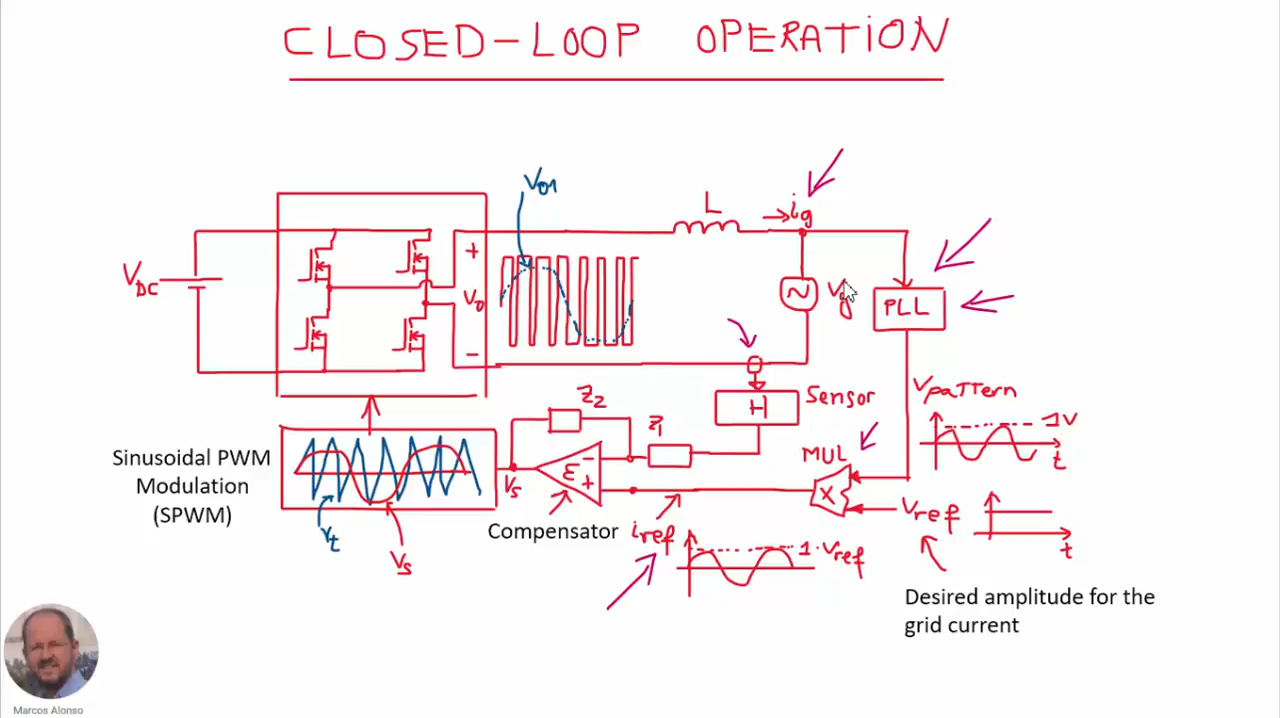 CLOSED-LOOP OPERATION
Vo1
L
ig
+
VDC
Vo
-
Vg
PLL
Vpattern
1V
t
Sensor
H
Z2
Z1
MUL
X
Vref
t
Sinusoidal PWM
Modulation
(SPWM)
Vt
Vs
Vs
ε
-
+
Compensator
iref
1·Vref
Desired amplitude for the
grid current
Marcos Alonso